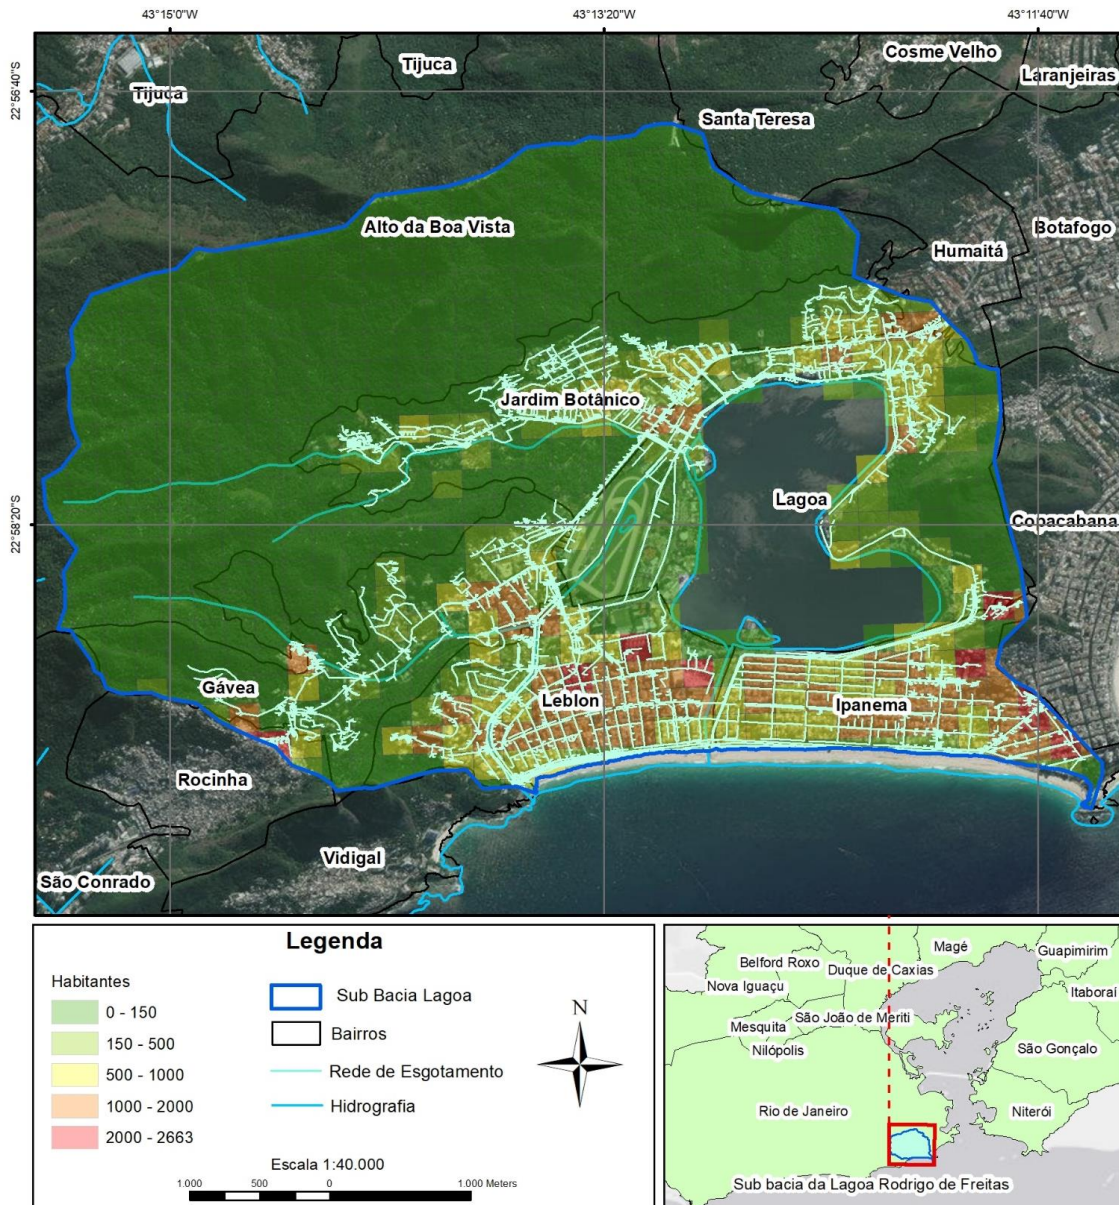 43°15'0"W
43°13'20"W
43°11'40"W
22°56'40"S
22°58'20"S
Tijuca
Tijuca
Cosme Velho
Laranjeiras
Santa Teresa
Alto da Boa Vista
Botafogo
Humaitá
Jardim Botânico
Lagoa
Copacabana
Gávea
Leblon
Ipanema
Rocinha
Vidigal
São Conrado
Legenda
Habitantes
0 - 150
150 - 500
500 - 1000
1000 - 2000
2000 - 2663
Sub Bacia Lagoa
Bairros
Rede de Esgotamento
Hidrografia
N
Escala 1:40.000
1.000 500 0 1.000 Meters
Magé
Guapimirim
Belford Roxo
Duque de Caxias
Nova Iguaçu
Itaboraí
São João de Meriti
Mesquita
Nilópolis
São Gonçalo
Rio de Janeiro
Niterói
Sub bacia da Lagoa Rodrigo de Freitas